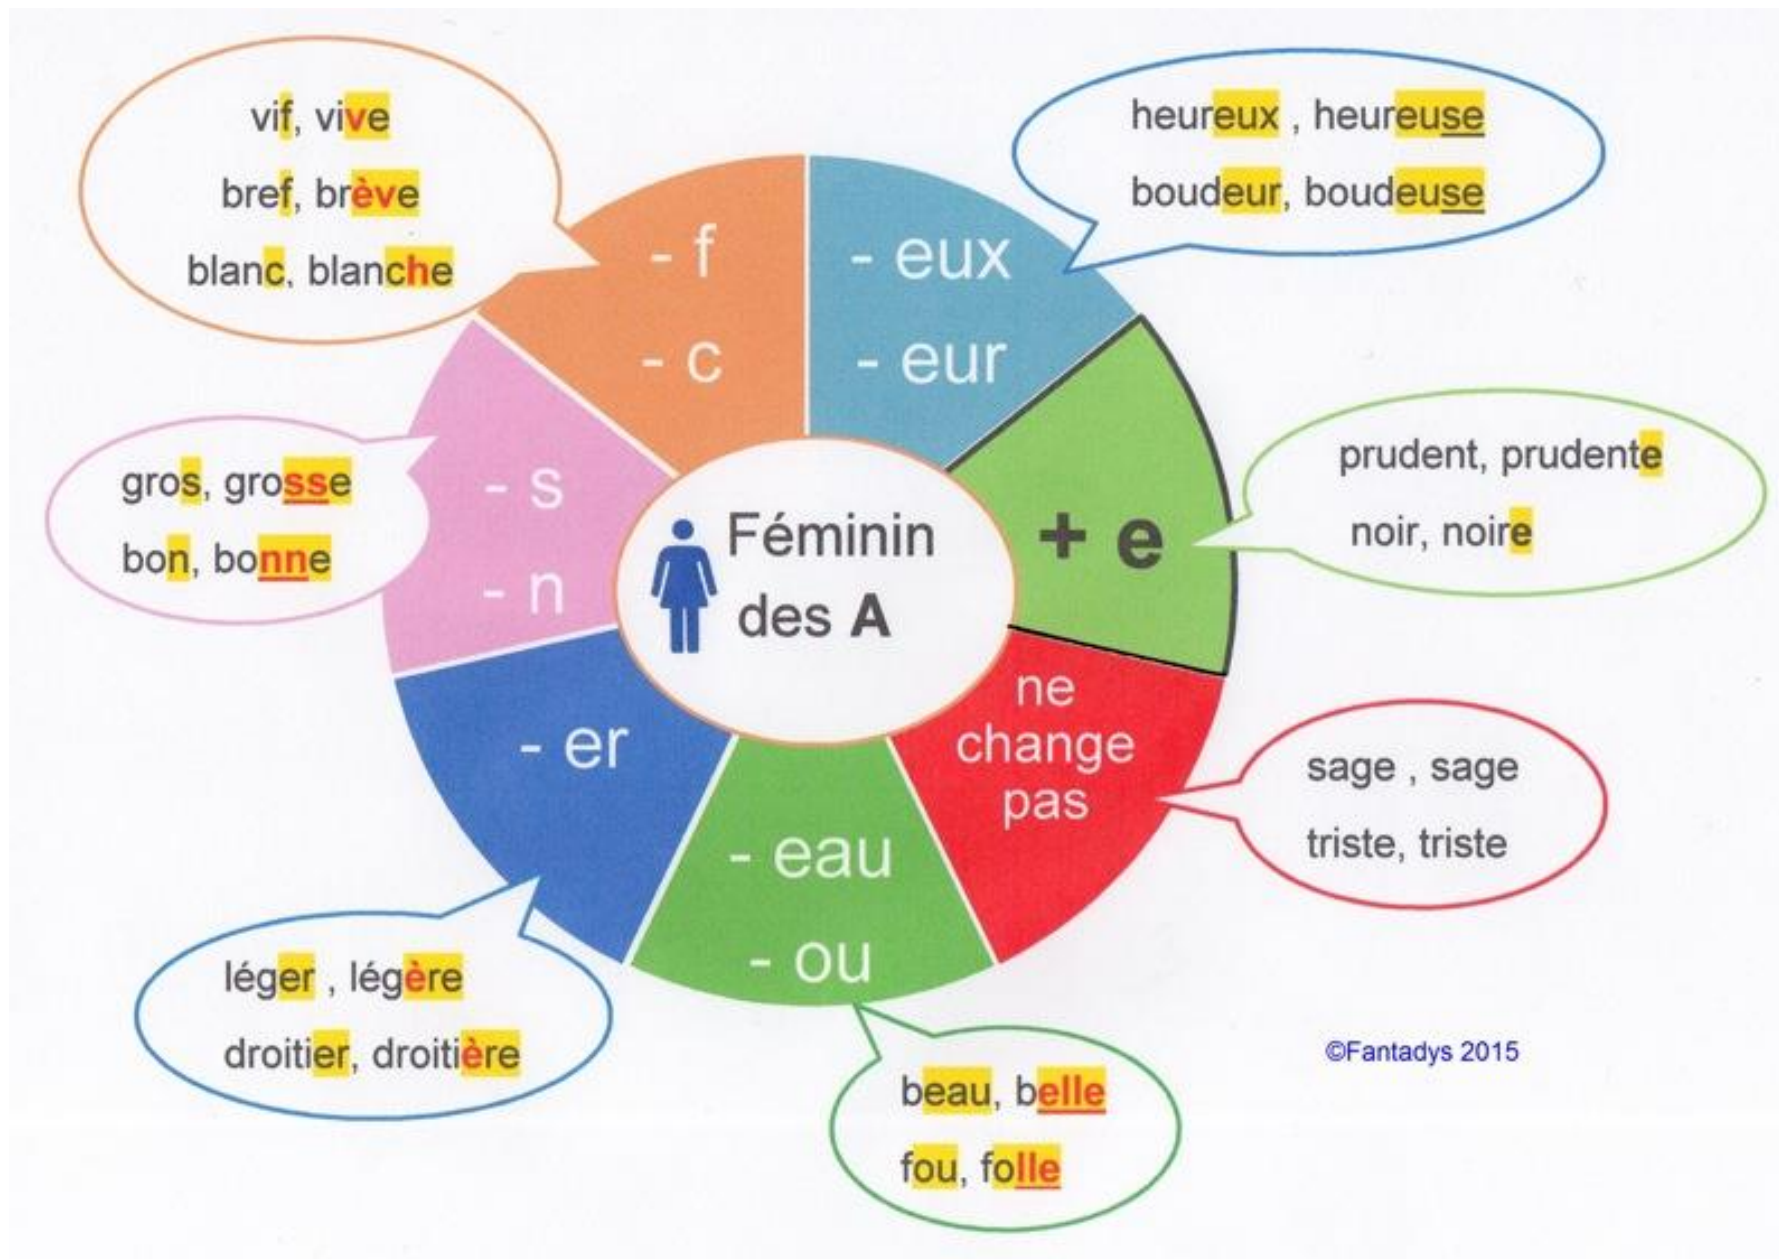 vif, vive
bref, brève
blanc, blanche
- f
- c
- eux
- eur
heureux , heureuse
boudeur, boudeuse
gros, grosse
bon, bonne
- s
- n
Féminin
des A
+ e
prudent, prudente
noir, noire
- er
- eau
- ou
ne
change
pas
sage , sage
triste, triste
léger , légère
droitier, droitière
beau, belle
fou, folle
©Fantadys 2015